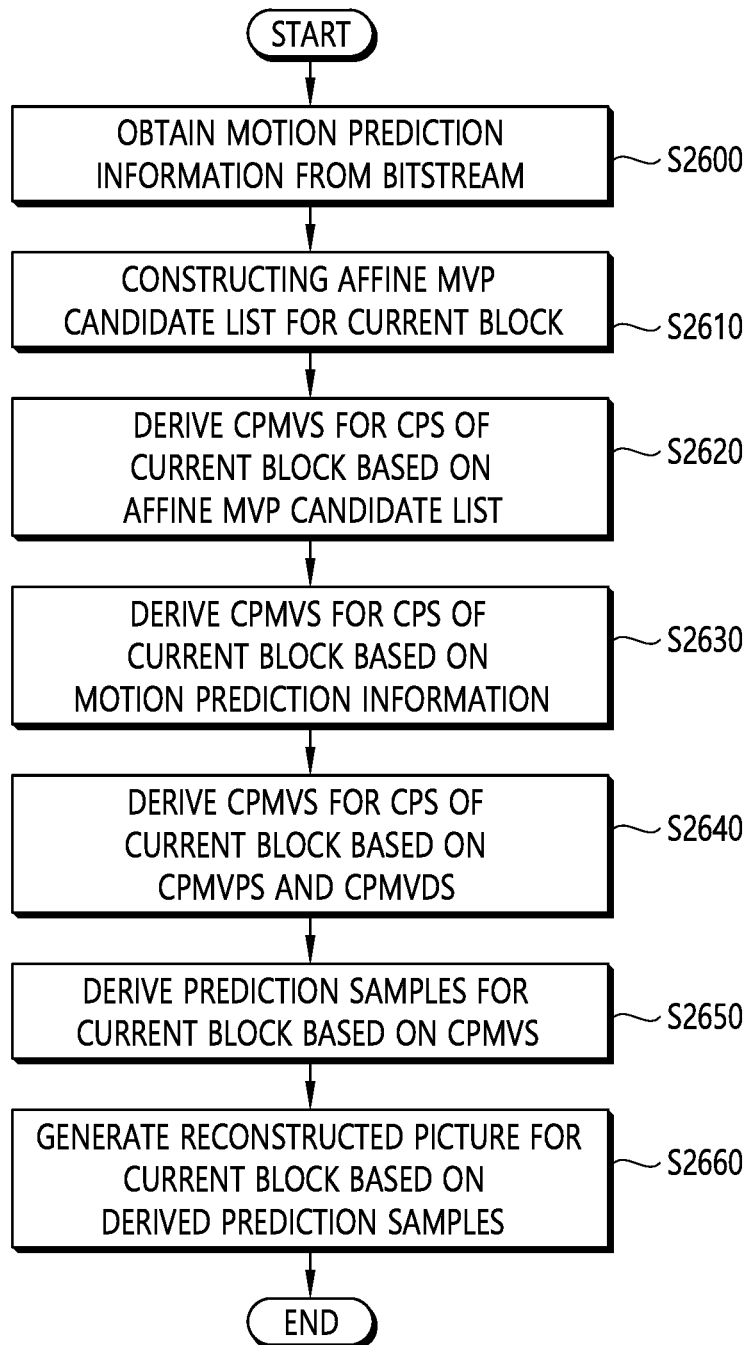 START
OBTAIN MOTION PREDICTION
INFORMATION FROM BITSTREAM
S2600
CONSTRUCTING AFFINE MVP
CANDIDATE LIST FOR CURRENT BLOCK
S2610
DERIVE CPMVS FOR CPS OF
CURRENT BLOCK BASED ON
AFFINE MVP CANDIDATE LIST
S2620
DERIVE CPMVS FOR CPS OF
CURRENT BLOCK BASED ON
MOTION PREDICTION INFORMATION
S2630
DERIVE CPMVS FOR CPS OF
CURRENT BLOCK BASED ON
CPMVPS AND CPMVDS
S2640
DERIVE PREDICTION SAMPLES FOR
CURRENT BLOCK BASED ON CPMVS
S2650
GENERATE RECONSTRUCTED PICTURE FOR
CURRENT BLOCK BASED ON
DERIVED PREDICTION SAMPLES
S2660
END